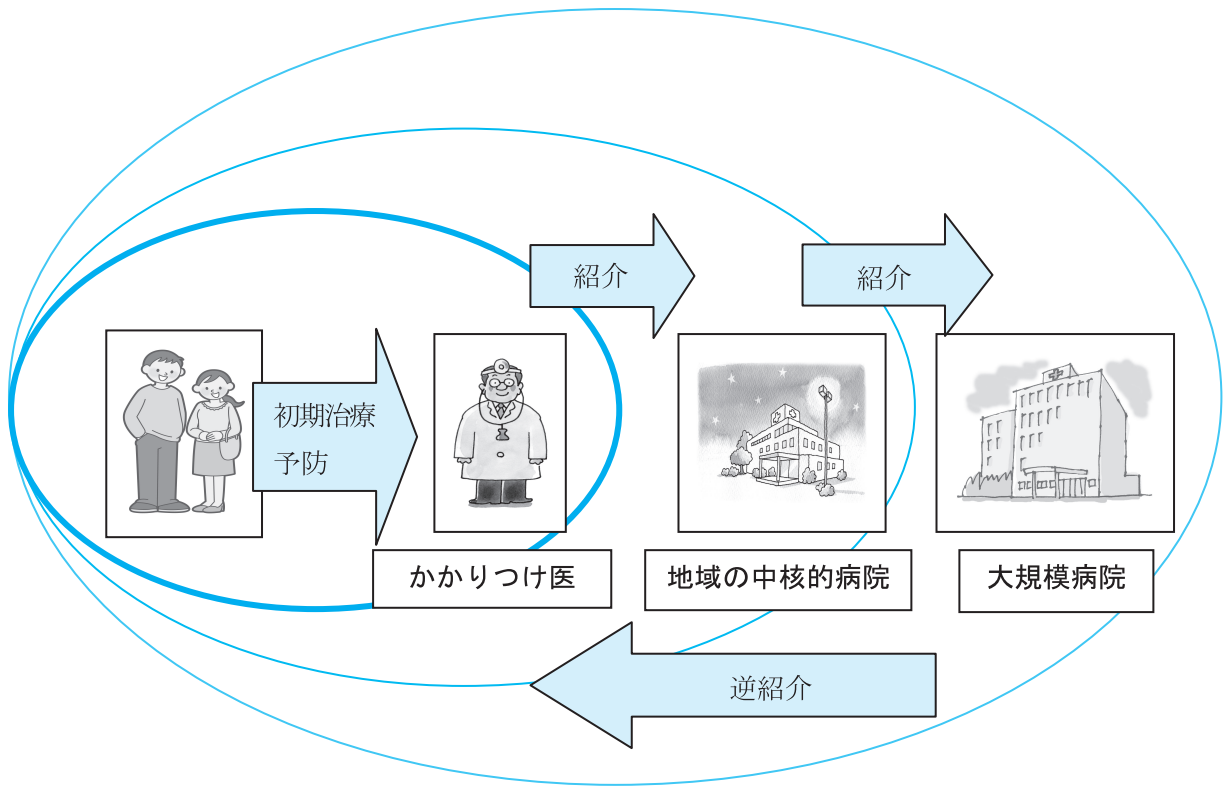 紹介
紹介
初期治療
予防
かかりつけ医
地域の中核的病院
大規模病院
逆紹介